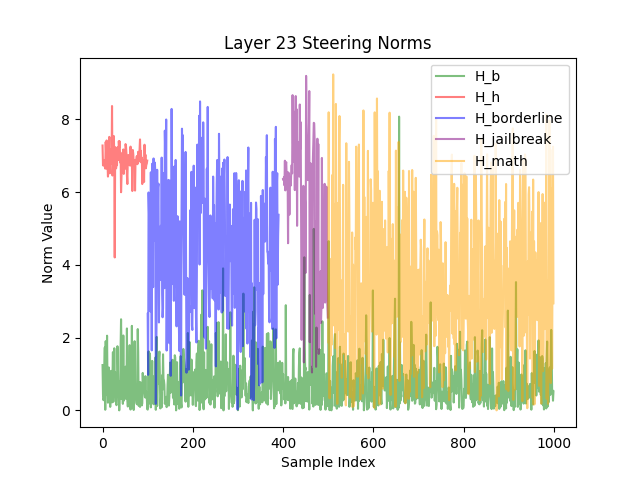 Layer 23 Steering Norms
Norm Value
8
6
4
2
0
H_b
H_h
H_borderline
H_jailbreak
H_math
0 200 400 600 800 1000
Sample Index